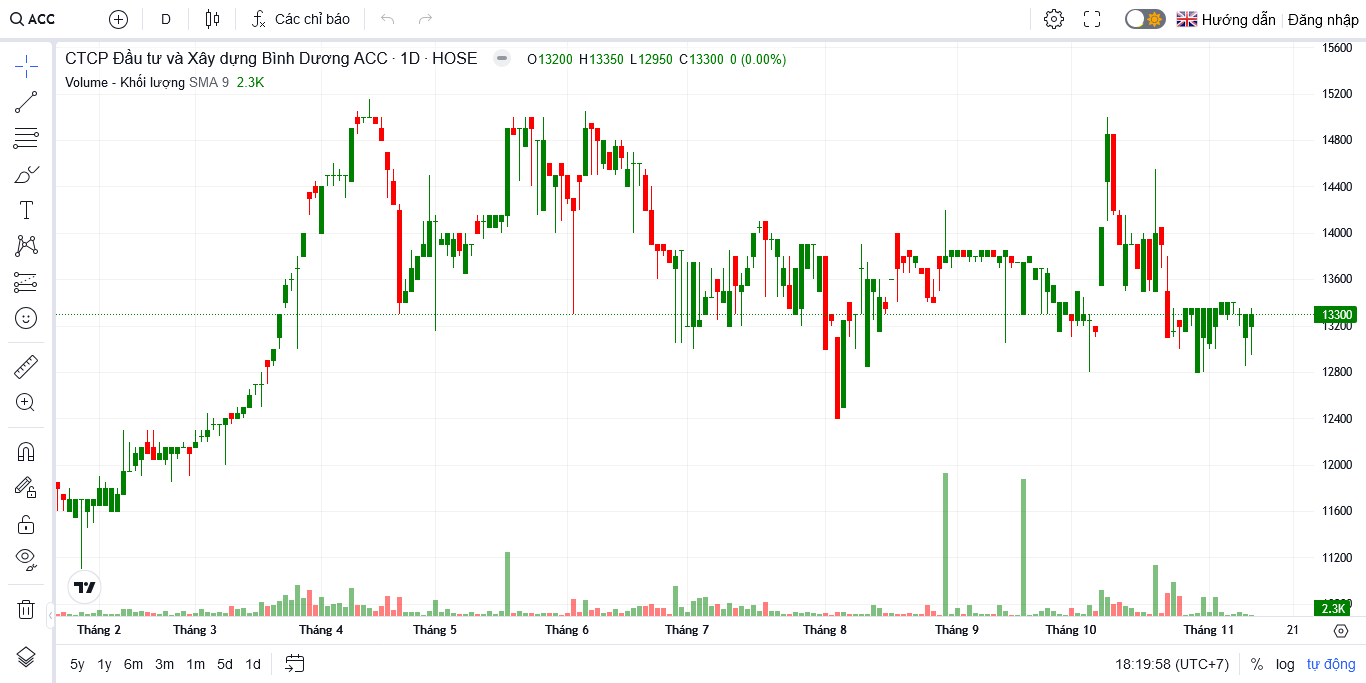 ACC D Các chỉ báo Hướng dẫn Đăng nhập
CTCP Đầu tư và Xây dựng Bình Dương ACC · 1D · HOSE O13200 H13350 L12950 C13300 0 (0.00%)
Volume - Khối lượng SMA 9 2.3K
15600
15200
14800
14400
14000
13600
13300
13200
12800
12400
12000
11600
11200
2.3K
Tháng 2 Tháng 3 Tháng 4 Tháng 5 Tháng 6 Tháng 7 Tháng 8 Tháng 9 Tháng 10 Tháng 11 21
5y 1y 6m 3m 1m 5d 1d 18:19:58 (UTC+7) % log tự động